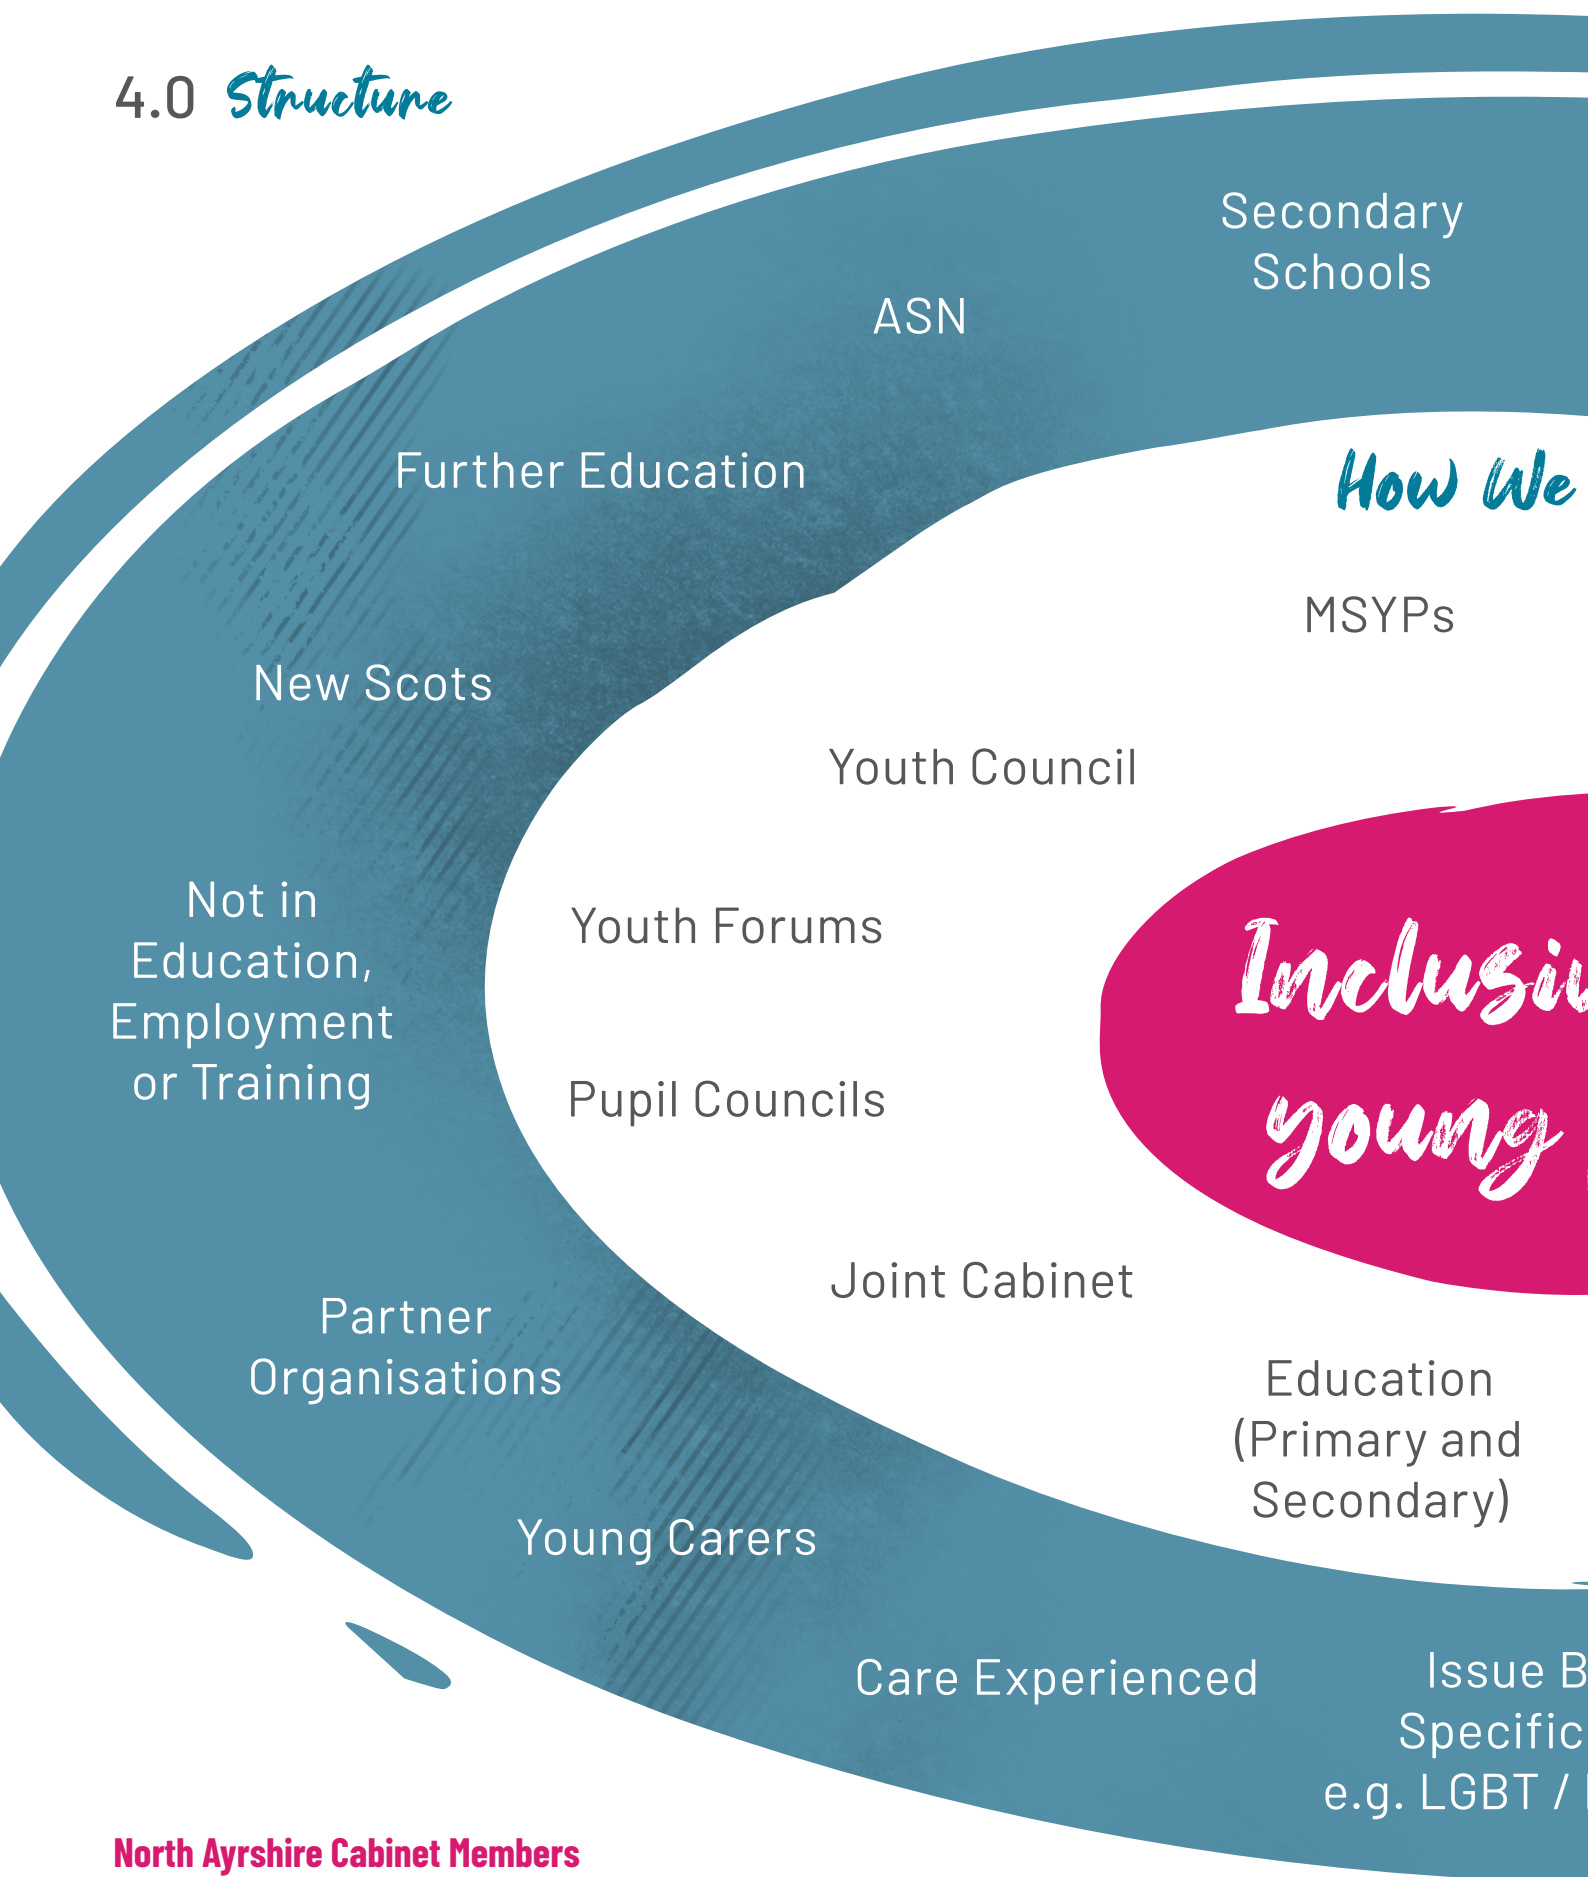 4.0 Structure
Secondary
Schools
ASN
Further Education
How We
MSYPs
New Scots
Youth Council
Not in
Education,
Employment
or Training
Youth Forums
young
Pupil Councils
Joint Cabinet
Partner
Organisations
Education
(Primary and
Secondary)
Young Carers
Care Experienced
Issue
Specific
e.g. LGBT /
North Ayrshire Cabinet Members